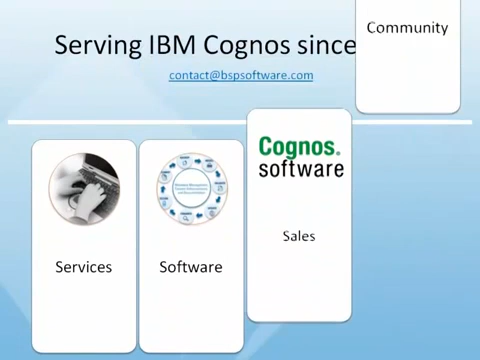 Community
Serving IBM Cognos since
contact@bspsoftware.com
Cognos.
software
Sales
Services
Software